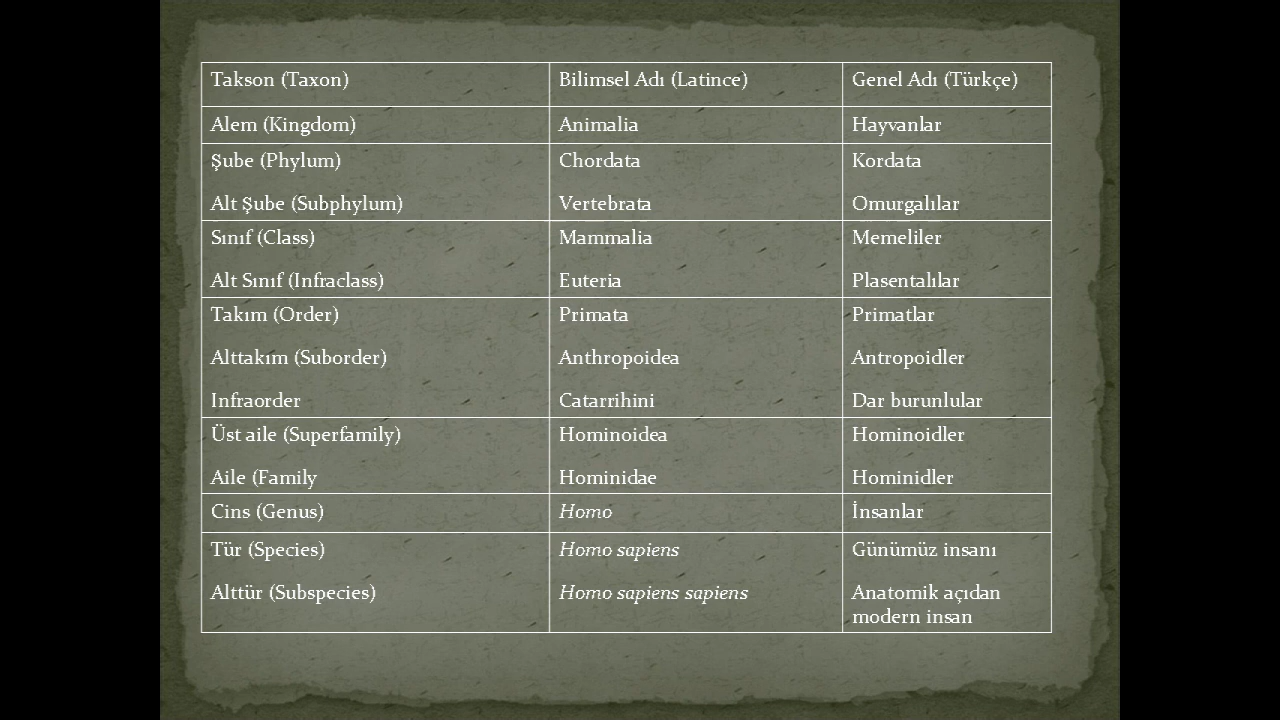 Takson (Taxon) Bilimsel Adı (Latince) Genel Adı (Türkçe)
Alem (Kingdom) Animalia Hayvanlar
Şube (Phylum) Chordata Kordata
Alt Şube (Subphylum) Vertebrata Omurgalılar
Sınıf (Class) Mammalia Memeliler
Alt Sınıf (Infraclass) Euteria Plasentalılar
Takım (Order) Primata Primatlar
Alttakım (Suborder) Anthropoidea Antropoidler
Infraorder Catarrihini Dar burunlular
Üst aile (Superfamily) Hominoidea Hominoidler
Aile (Family Hominidae Hominidler
Cins (Genus) Homo İnsanlar
Tür (Species) Homo sapiens Günümüz insanı
Alttür (Subspecies) Homo sapiens sapiens Anatomik açıdan
modern insan